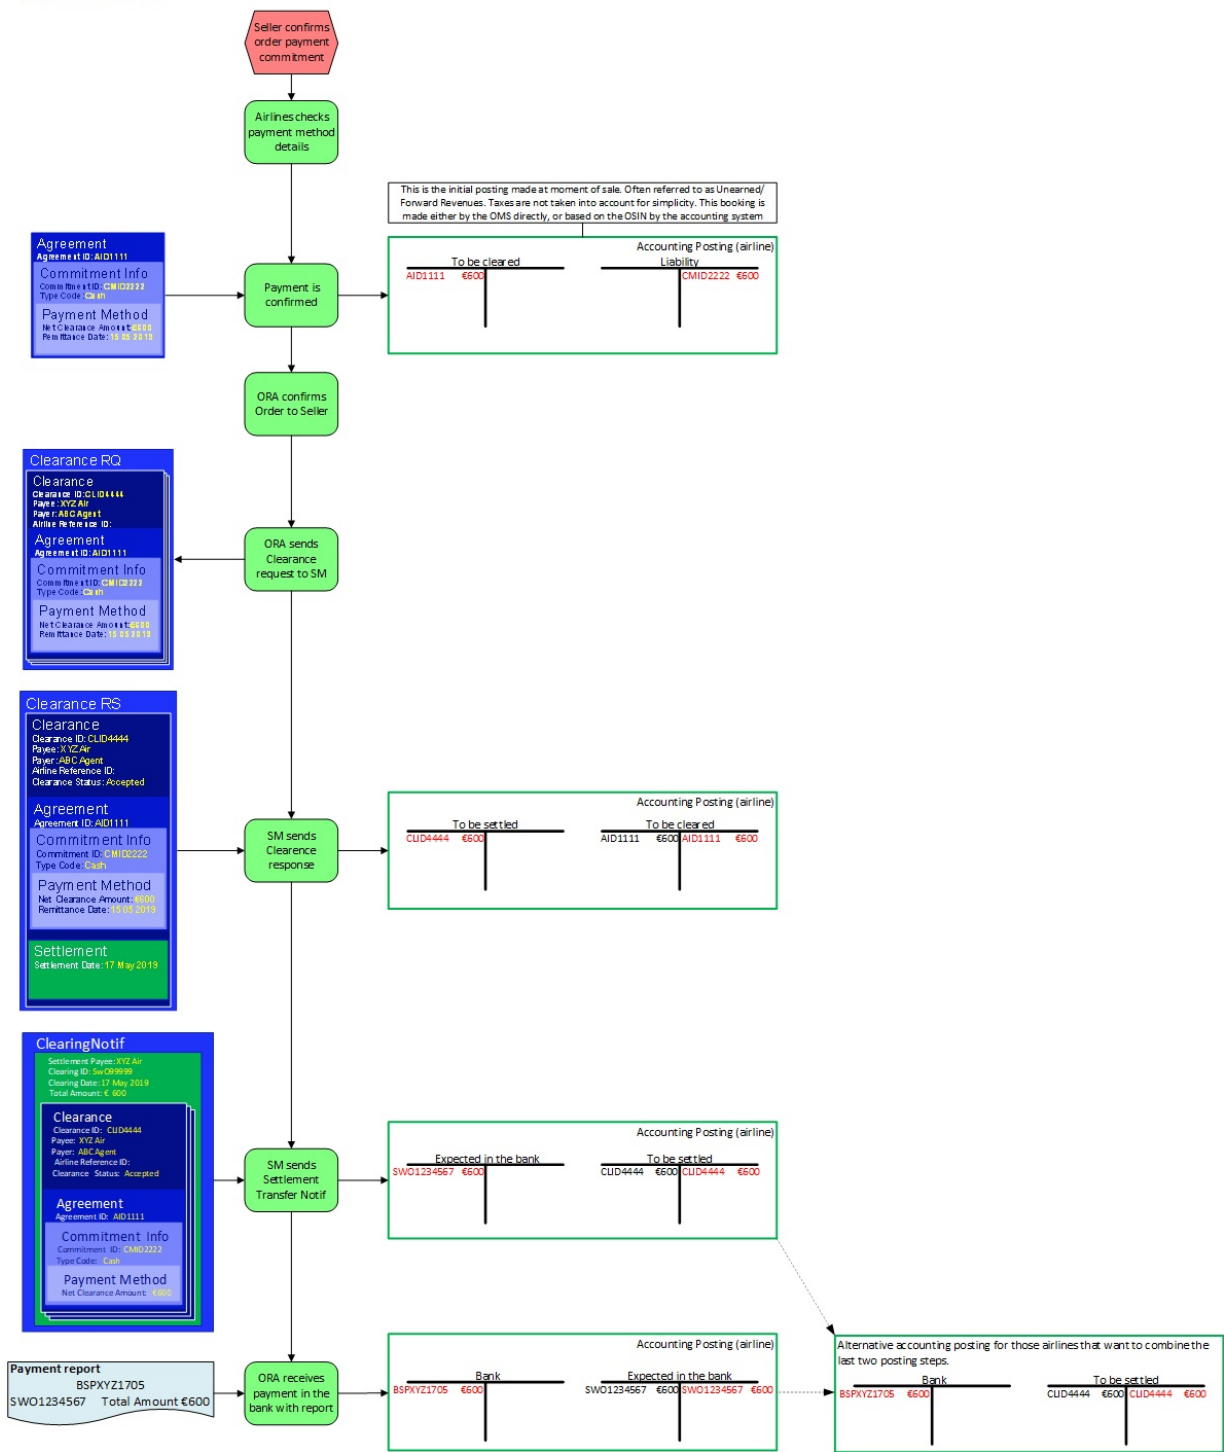 Seller confirms
order payment
commitment
Airlines checks
payment method
details
This is the initial posting made at moment of sale. Often referred to as Unearned/
Forward Revenues. Taxes are not taken into account for simplicity. This booking is
made either by the OMS directly, or based on the OSIN by the accounting system
Agreement
Agreement ID: AID1111
Commitment Info
Commitment ID: CMID2222
Type Code: Cash
Payment Method
Net Clearance Amount: €600
Remittance Date: 15 05 2019
Payment is
confirmed
Accounting Posting (airline)
To be cleared
AID1111 €600
Liability
CMID2222 €600
ORA confirms
Order to Seller
Clearance RQ
Clearance
Clearance ID: CLID4444
Payee: XYZ Air
Payer: ABC Agent
Airline Reference ID:
Agreement
Agreement ID: AID1111
Commitment Info
Commitment ID: CMID2222
Type Code: Cash
Payment Method
Net Clearance Amount: €600
Remittance Date: 15 05 2019
ORA sends
Clearance
request to SM
Clearance RS
Clearance
Clearance ID: CLID4444
Payee: XYZ Air
Payer: ABC Agent
Airline Reference ID:
Clearance Status: Accepted
Agreement
Agreement ID: AID1111
Commitment Info
Commitment ID: CMID2222
Type Code: Cash
Payment Method
Net Clearance Amount: €600
Remittance Date: 15 05 2019
Settlement
Settlement Date: 17 May 2019
SM sends
Clearence
response
Accounting Posting (airline)
To be settled
CLID4444 €600
To be cleared
AID1111 €600 AID1111 €600
ClearingNotif
Settlement Payee: XYZ Air
Clearing ID: SwO99999
Clearing Date: 17 May 2019
Total Amount: € 600
Clearance
Clearance ID: CLID4444
Payee: XYZ Air
Payer: ABC Agent
Airline Reference ID:
Clearance Status: Accepted
Agreement
Agreement ID: AID1111
Commitment Info
Commitment ID: CMID2222
Type Code: Cash
Payment Method
Net Clearance Amount: €600
SM sends
Settlement
Transfer Notif
Accounting Posting (airline)
Expected in the bank
SWO1234567 €600
To be settled
CLID4444 €600 CLID4444 €600
Payment report
BSPXYZ1705
SWO1234567 Total Amount €600
ORA receives
payment in the
bank with report
Accounting Posting (airline)
Bank
BSPXYZ1705 €600
Expected in the bank
SWO1234567 €600 SWO1234567 €600
Alternative accounting posting for those airlines that want to combine the
last two posting steps.
Bank
BSPXYZ1705 €600
To be settled
CLID4444 €600 CLID4444 €600